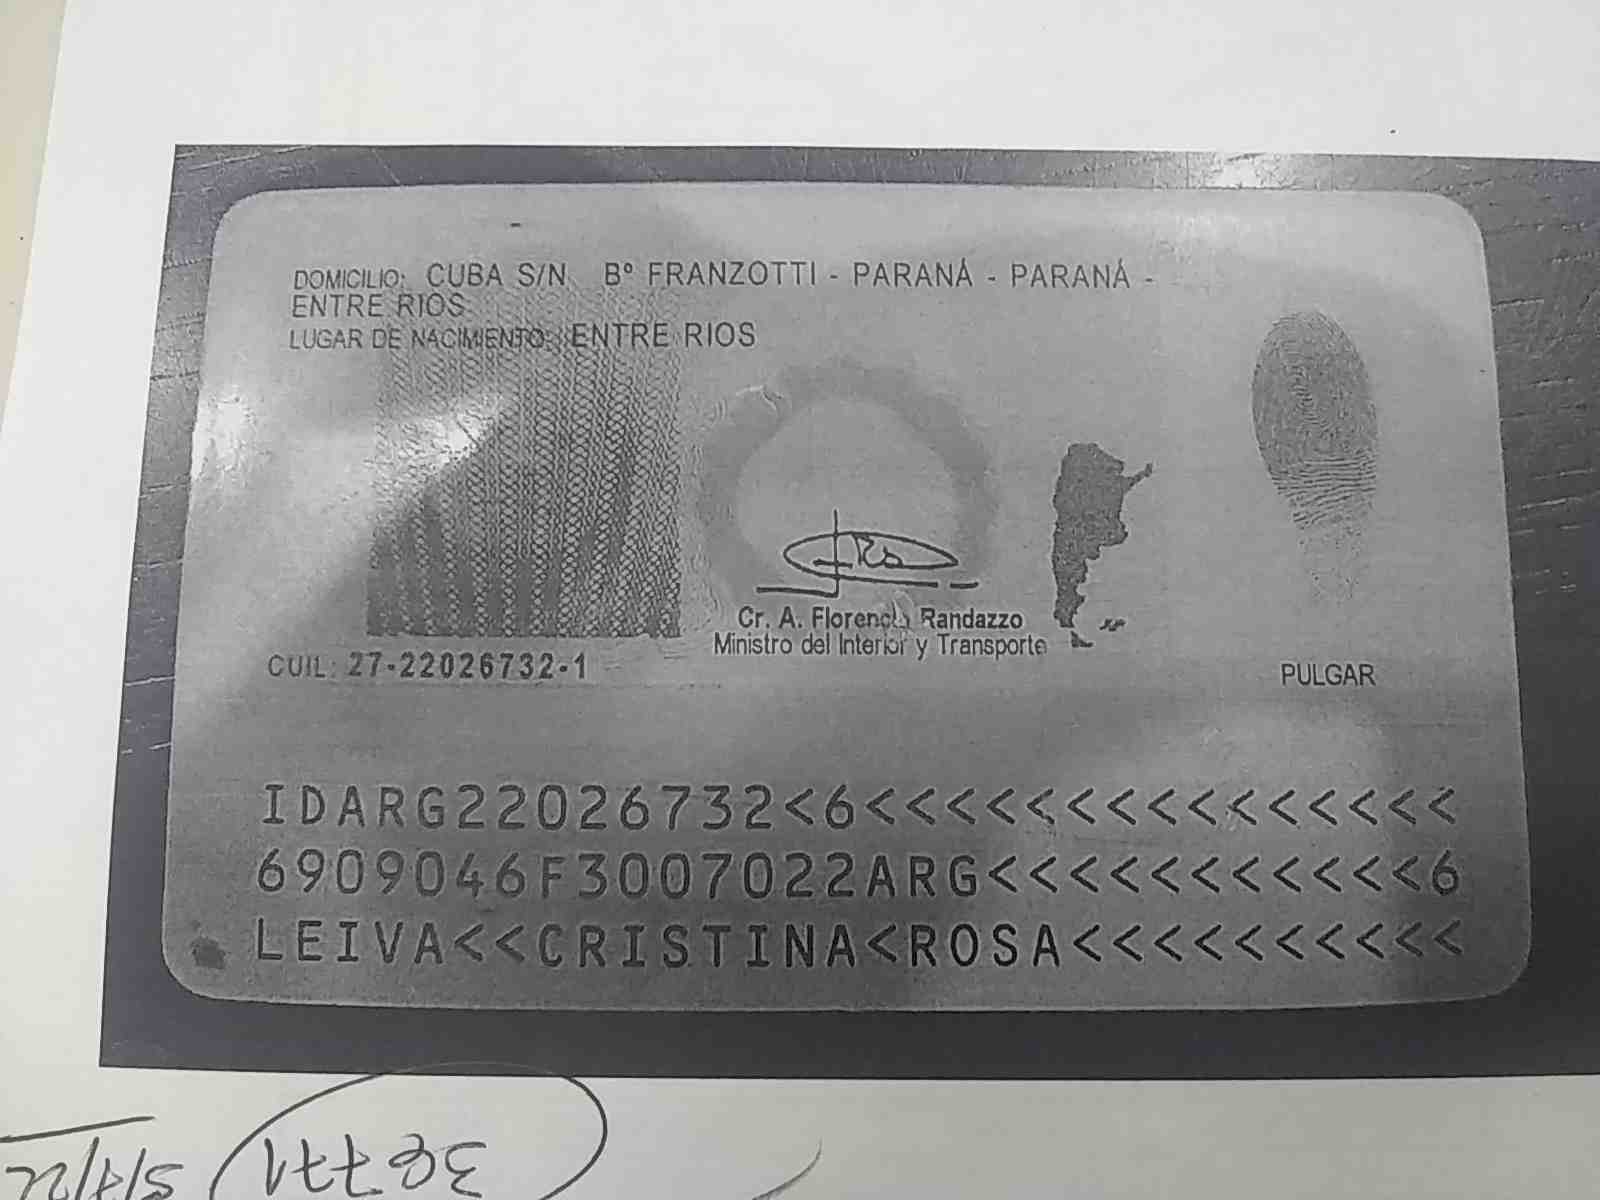 DOMICILIO: CUBA S/N Bº FRANZOTTI - PARANÁ - PARANÁ -
ENTRE RIOS
LUGAR DE NACIMIENTO: ENTRE RIOS
Cr. A. Florencio Randazzo
Ministro del Interior y Transporte
CUIL: 27-22026732-1
PULGAR
IDARG22026732<6<<<<<<<<<<<<<<<
6909046F3007022ARG<<<<<<<<<<<6
LEIVA<<CRISTINA<ROSA<<<<<<<<<<